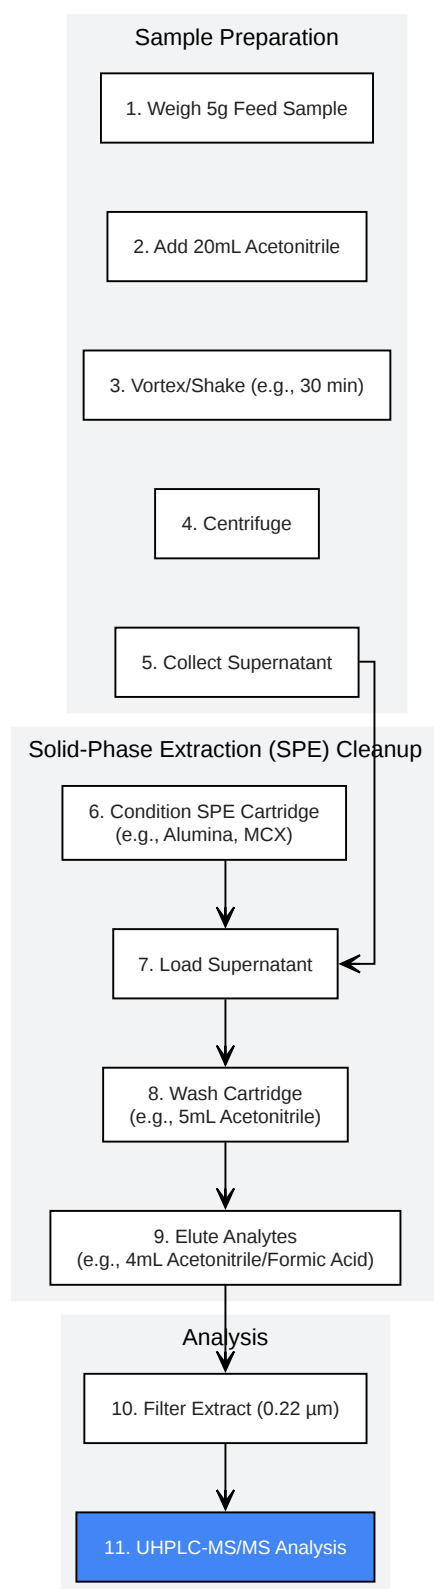 Sample Preparation
1. Weigh 5g Feed Sample
2. Add 20mL Acetonitrile
3. Vortex/Shake (e.g., 30 min)
4. Centrifuge
5. Collect Supernatant
Solid-Phase Extraction (SPE) Cleanup
6. Condition SPE Cartridge
(e.g., Alumina, MCX)
7. Load Supernatant
8. Wash Cartridge
(e.g., 5mL Acetonitrile)
9. Elute Analytes
(e.g., 4mL Acetonitrile/Formic Acid)
Analysis
10. Filter Extract (0.22 µm)
11. UHPLC-MS/MS Analysis